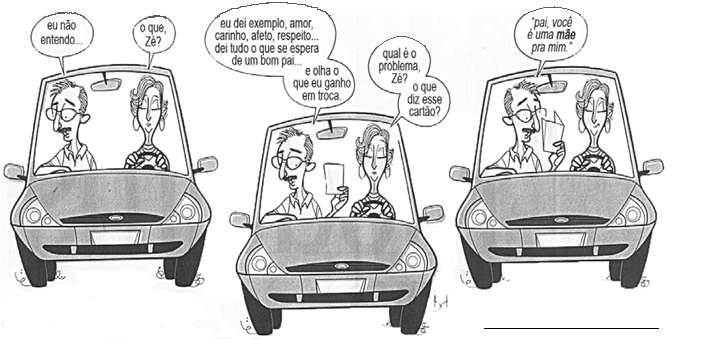 eu não
entendo...
o que,
Zé?
eu dei exemplo, amor,
carinho, afeto, respeito...
dei tudo o que se espera
de um bom pai...
e olha o
que eu ganho
em troca.
qual é o
problema,
Zé?
o que
diz esse
cartão?
"pai, você
é uma mãe
pra mim."